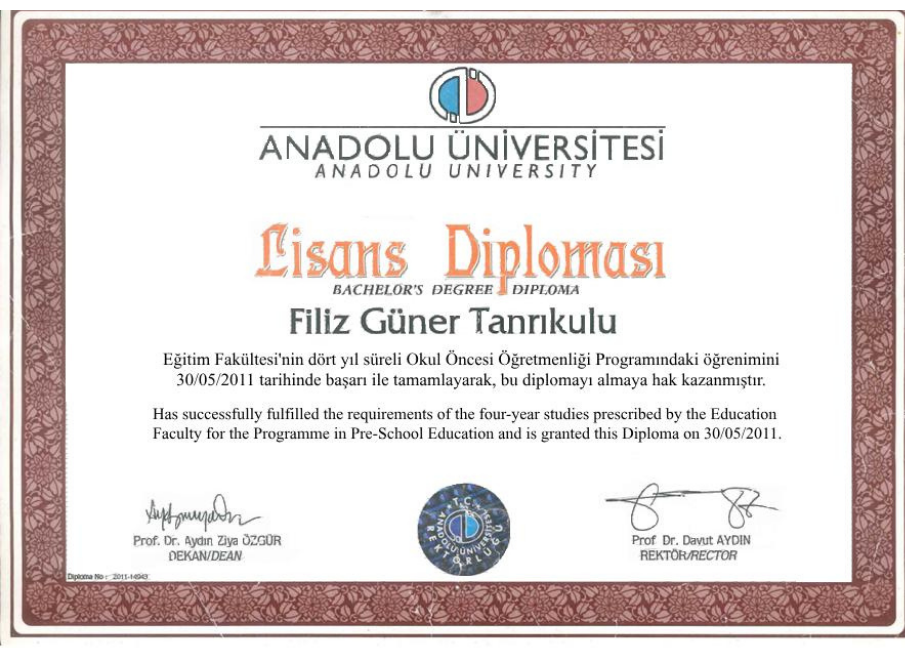 ANADOLU ÜNİVERSİTESİ
ANADOLU UNIVERSITY
Lisans Diploması
BACHELOR'S DEGREE DIPLOMA
Filiz Güner Tanrıkulu
Eğitim Fakültesi'nin dört yıl süreli Okul Öncesi Öğretmenliği Programındaki öğrenimini
30/05/2011 tarihinde başarı ile tamamlayarak, bu diplomayı almaya hak kazanmıştır.
Has successfully fulfilled the requirements of the four-year studies prescribed by the Education
Faculty for the Programme in Pre-School Education and is granted this Diploma on 30/05/2011.
Prof. Dr. Aydın Ziya ÖZGÜR
DEKAN/DEAN
T.C.
ANADOLU ÜNİVERSİTESİ
REKTÖRLÜĞÜ
Prof. Dr. Davut AYDIN
REKTÖR/RECTOR
Diploma No : 2011-14943